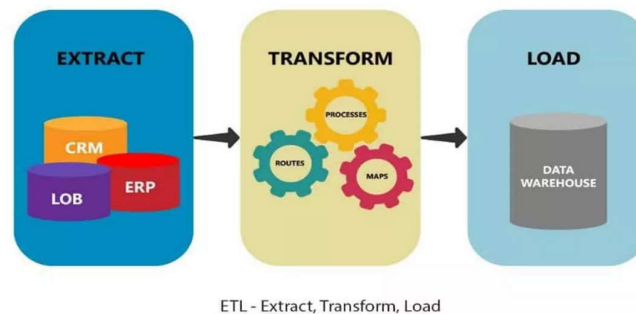 EXTRACT
CRM
LOB
ERP
TRANSFORM
PROCESSES
ROUTES
MAPS
LOAD
DATA
WAREHOUSE
ETL - Extract, Transform, Load